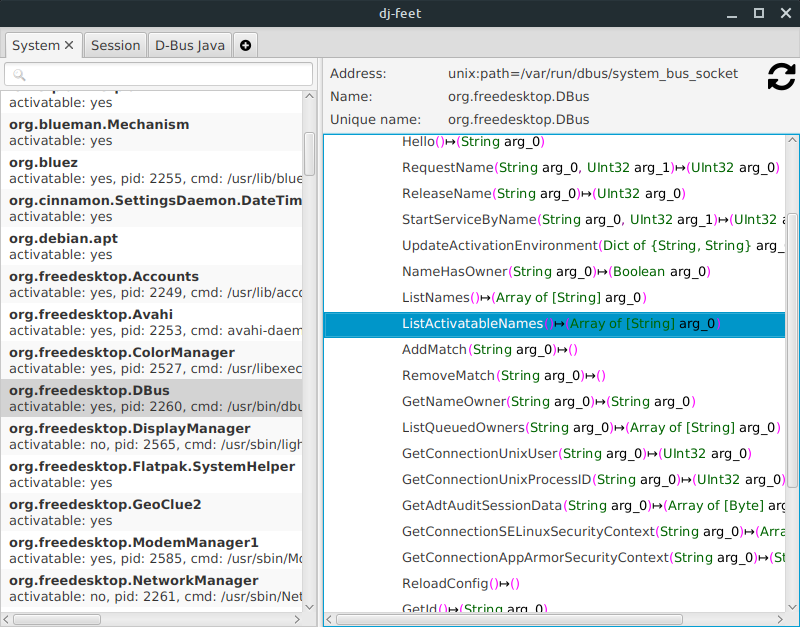 dj-feet
System
Session
D-Bus Java
Address: unix:path=/var/run/dbus/system_bus_socket
Name: org.freedesktop.DBus
Unique name: org.freedesktop.DBus
activatable: yes
org.blueman.Mechanism
activatable: yes
org.bluez
activatable: yes, pid: 2255, cmd: /usr/lib/blue
org.cinnamon.SettingsDaemon.DateTim
activatable: yes
org.debian.apt
activatable: yes
org.freedesktop.Accounts
activatable: yes, pid: 2249, cmd: /usr/lib/acco
org.freedesktop.Avahi
activatable: yes, pid: 2253, cmd: avahi-daem
org.freedesktop.ColorManager
activatable: yes, pid: 2527, cmd: /usr/libexec
org.freedesktop.DBus
activatable: yes, pid: 2260, cmd: /usr/bin/dbu
org.freedesktop.DisplayManager
activatable: no, pid: 2565, cmd: /usr/sbin/ligh
org.freedesktop.Flatpak.SystemHelper
activatable: yes
org.freedesktop.GeoClue2
activatable: yes
org.freedesktop.ModemManager1
activatable: yes, pid: 2585, cmd: /usr/sbin/Mo
org.freedesktop.NetworkManager
activatable: no, pid: 2261, cmd: /usr/sbin/Net
Hello()↦(String arg_0)
RequestName(String arg_0, UInt32 arg_1)↦(UInt32 arg_0)
ReleaseName(String arg_0)↦(UInt32 arg_0)
StartServiceByName(String arg_0, UInt32 arg_1)↦(UInt32 a
UpdateActivationEnvironment(Dict of {String, String} arg_
NameHasOwner(String arg_0)↦(Boolean arg_0)
ListNames()↦(Array of [String] arg_0)
ListActivatableNames()↦(Array of [String] arg_0)
AddMatch(String arg_0)↦()
RemoveMatch(String arg_0)↦()
GetNameOwner(String arg_0)↦(String arg_0)
ListQueuedOwners(String arg_0)↦(Array of [String] arg_0)
GetConnectionUnixUser(String arg_0)↦(UInt32 arg_0)
GetConnectionUnixProcessID(String arg_0)↦(UInt32 arg_0)
GetAdtAuditSessionData(String arg_0)↦(Array of [Byte] arg
GetConnectionSELinuxSecurityContext(String arg_0)↦(Arra
GetConnectionAppArmorSecurityContext(String arg_0)↦(St
ReloadConfig()↦()
GetId()↦(String arg_0)